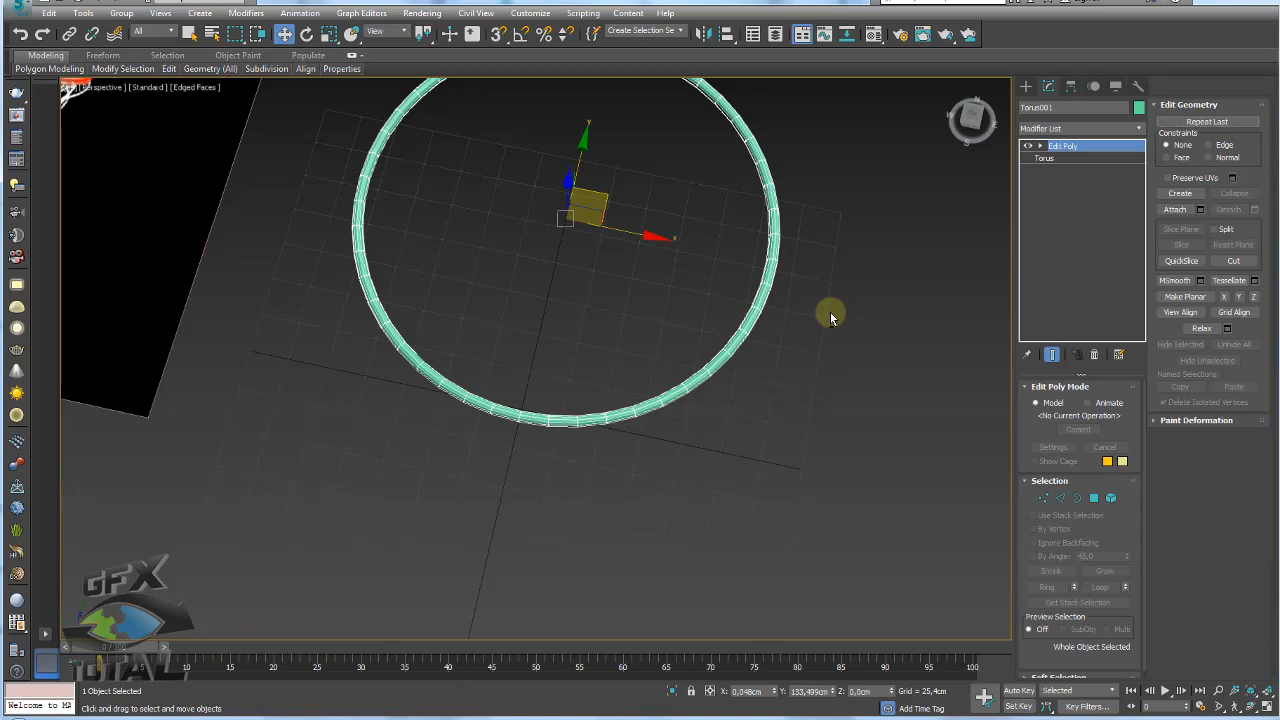 Edit Tools Group Views Create Modifiers Animation Graph Editors Rendering Civil View Customize Scripting Content Help
All View Create Selection Se
Modeling Freeform Selection Object Paint Populate
Polygon Modeling Modify Selection Edit Geometry (All) Subdivision Align Properties
Perspective ] [ Standard ] [ Edged Faces ]
y
x
Torus001
Modifier List
Edit Poly
Torus
Edit Poly Mode
Model Animate
<No Current Operation>
Commit
Settings Cancel
Show Cage
Selection
Use Stack Selection
By Vertex
Ignore Backfacing
By Angle: 45,0
Shrink Grow
Ring Loop
Get Stack Selection
Preview Selection
Off SubObj Multi
Whole Object Selected
Edit Geometry
Repeat Last
Constraints
None Edge
Face Normal
Preserve UVs
Create Collapse
Attach Detach
Slice Plane Split
Slice Reset Plane
QuickSlice Cut
MSmooth Tessellate
Make Planar X Y Z
View Align Grid Align
Relax
Hide Selected Unhide All
Hide Unselected
Named Selections:
Copy Paste
Delete Isolated Vertices
Paint Deformation
GFX
TOTAL
0 / 100
5 10 15 20 25 30 35 40 45 50 55 60 65 70 75 80 85 90 95 100
1 Object Selected
X: 0,048cm Y: 133,499cm Z: 0,0cm Grid = 25,4cm
Auto Key Selected
Welcome to MA
Click and drag to select and move objects
Add Time Tag
Set Key Key Filters... 0